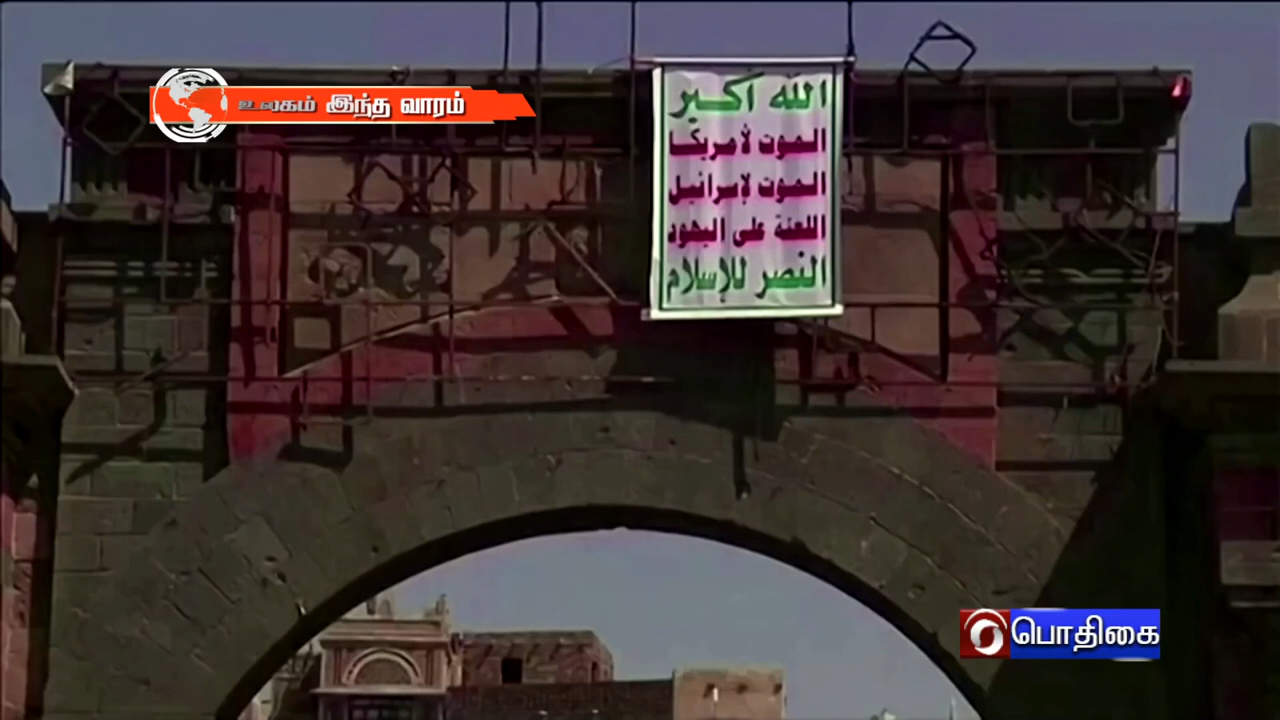 உலகம் இந்த வாரம்
الله أكبر
الموت لأمريكا
الموت لإسرائيل
اللعنة على اليهود
النصر للإسلام
பொதிகை